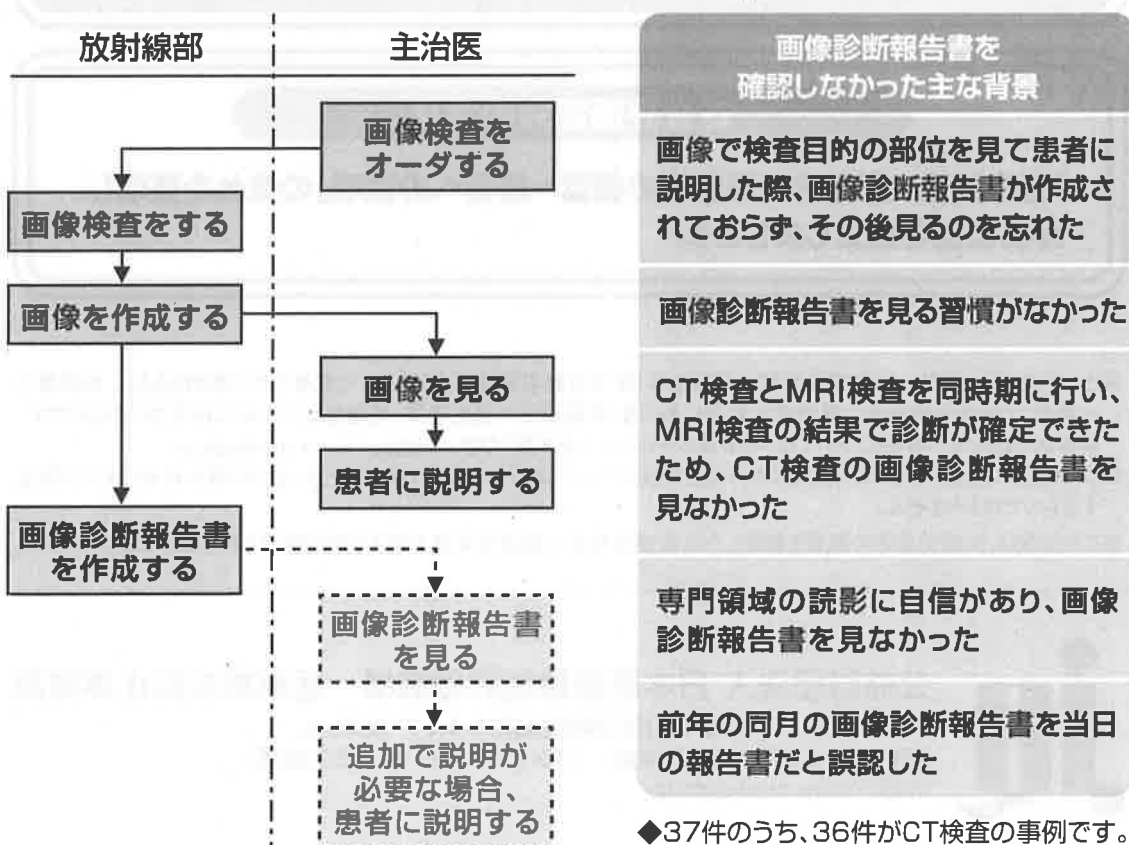 放射線部
主治医
画像検査を
オーダする
画像検査をする
画像を作成する
画像を見る
患者に説明する
画像診断報告書
を作成する
画像診断報告書
を見る
追加で説明が
必要な場合、
患者に説明する
画像診断報告書を
確認しなかった主な背景
画像で検査目的の部位を見て患者に
説明した際、画像診断報告書が作成さ
れておらず、その後見るのを忘れた
画像診断報告書を見る習慣がなかった
CT検査とMRI検査を同時期に行い、
MRI検査の結果で診断が確定できた
ため、CT検査の画像診断報告書を
見なかった
専門領域の読影に自信があり、画像
診断報告書を見なかった
前年の同月の画像診断報告書を当日
の報告書だと誤認した
◆37件のうち、36件がCT検査の事例です。